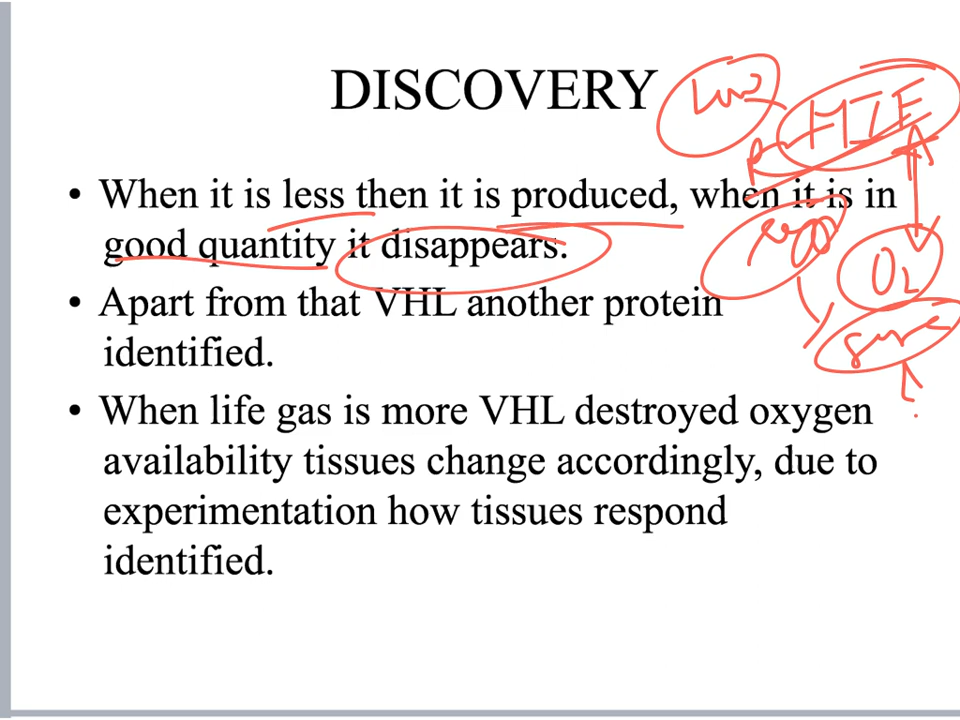 DISCOVERY
HIF
• When it is less then it is produced, when it is in
good quantity it disappears.
O2
• Apart from that VHL another protein
identified.
• When life gas is more VHL destroyed oxygen
availability tissues change accordingly, due to
experimentation how tissues respond
identified.